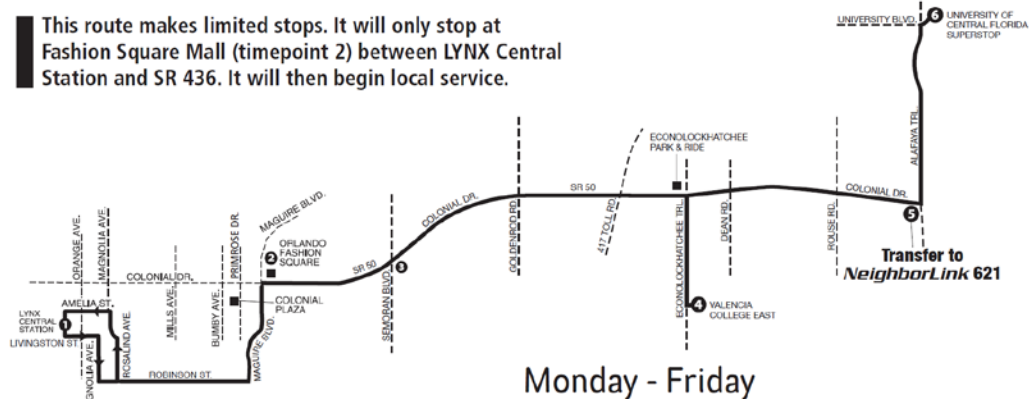 This route makes limited stops. It will only stop at
Fashion Square Mall (timepoint 2) between LYNX Central
Station and SR 436. It will then begin local service.
UNIVERSITY BLVD.
6 UNIVERSITY OF
CENTRAL FLORIDA
SUPERSTOP
ALAFAYA TRL.
ECONOLOCKHATCHEE
PARK & RIDE
SR 50
COLONIAL DR.
GOLDENROD RD.
417 TOLL RD.
ECONOLOCKHATCHEE TRL.
DEAN RD.
ROUSE RD.
COLONIAL DR.
5
Transfer to
NeighborLink 621
4 VALENCIA
COLLEGE EAST
MAGUIRE BLVD.
2
ORLANDO
FASHION
SQUARE
SR 50
3
SEMORAN BLVD.
ORANGE AVE.
MAGNOLIA AVE.
COLONIAL DR.
MILLS AVE.
BUMBY AVE.
PRIMROSE DR.
COLONIAL
PLAZA
AMELIA ST.
LYNX
CENTRAL
STATION
1
LIVINGSTON ST.
GNOLIA AVE.
ROSALIND AVE.
ROBINSON ST.
MAGUIRE BLVD.
Monday - Friday